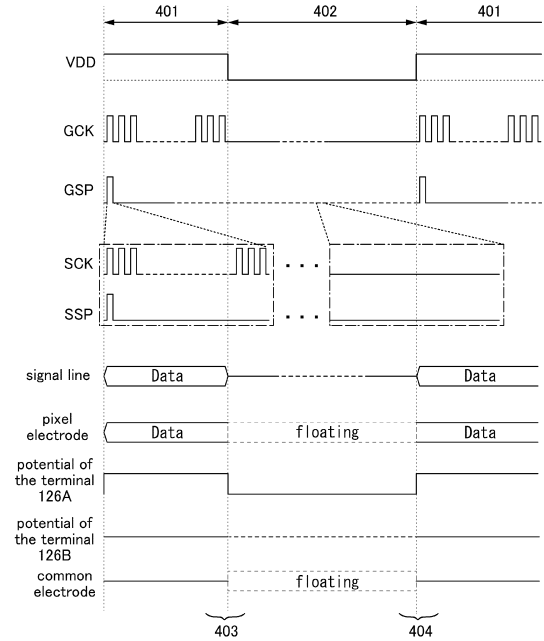 401 402 401
VDD
GCK
GSP
SCK
SSP
signal line Data Data
pixel
electrode Data floating Data
potential of
the terminal
126A
potential of
the terminal
126B
common
electrode floating
403 404